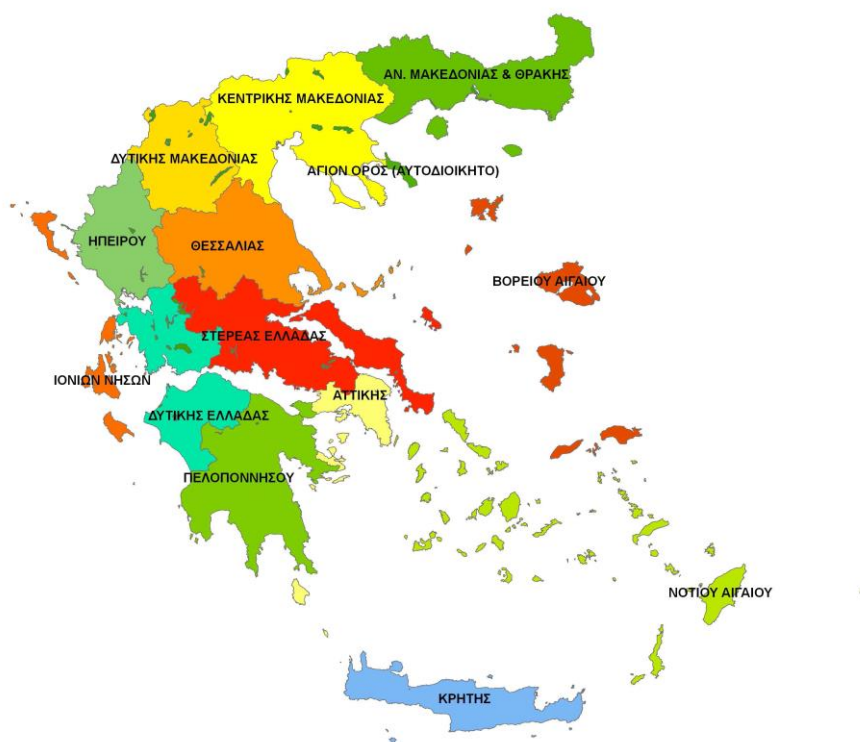 ΑΝ. ΜΑΚΕΔΟΝΙΑΣ & ΘΡΑΚΗΣ
ΚΕΝΤΡΙΚΗΣ ΜΑΚΕΔΟΝΙΑΣ
ΔΥΤΙΚΗΣ ΜΑΚΕΔΟΝΙΑΣ
ΑΓΙΟΝ ΟΡΟΣ (ΑΥΤΟΔΙΟΙΚΗΤΟ)
ΗΠΕΙΡΟΥ
ΘΕΣΣΑΛΙΑΣ
ΒΟΡΕΙΟΥ ΑΙΓΑΙΟΥ
ΣΤΕΡΕΑΣ ΕΛΛΑΔΑΣ
ΙΟΝΙΩΝ ΝΗΣΩΝ
ΑΤΤΙΚΗΣ
ΔΥΤΙΚΗΣ ΕΛΛΑΔΑΣ
ΠΕΛΟΠΟΝΝΗΣΟΥ
ΝΟΤΙΟΥ ΑΙΓΑΙΟΥ
ΚΡΗΤΗΣ